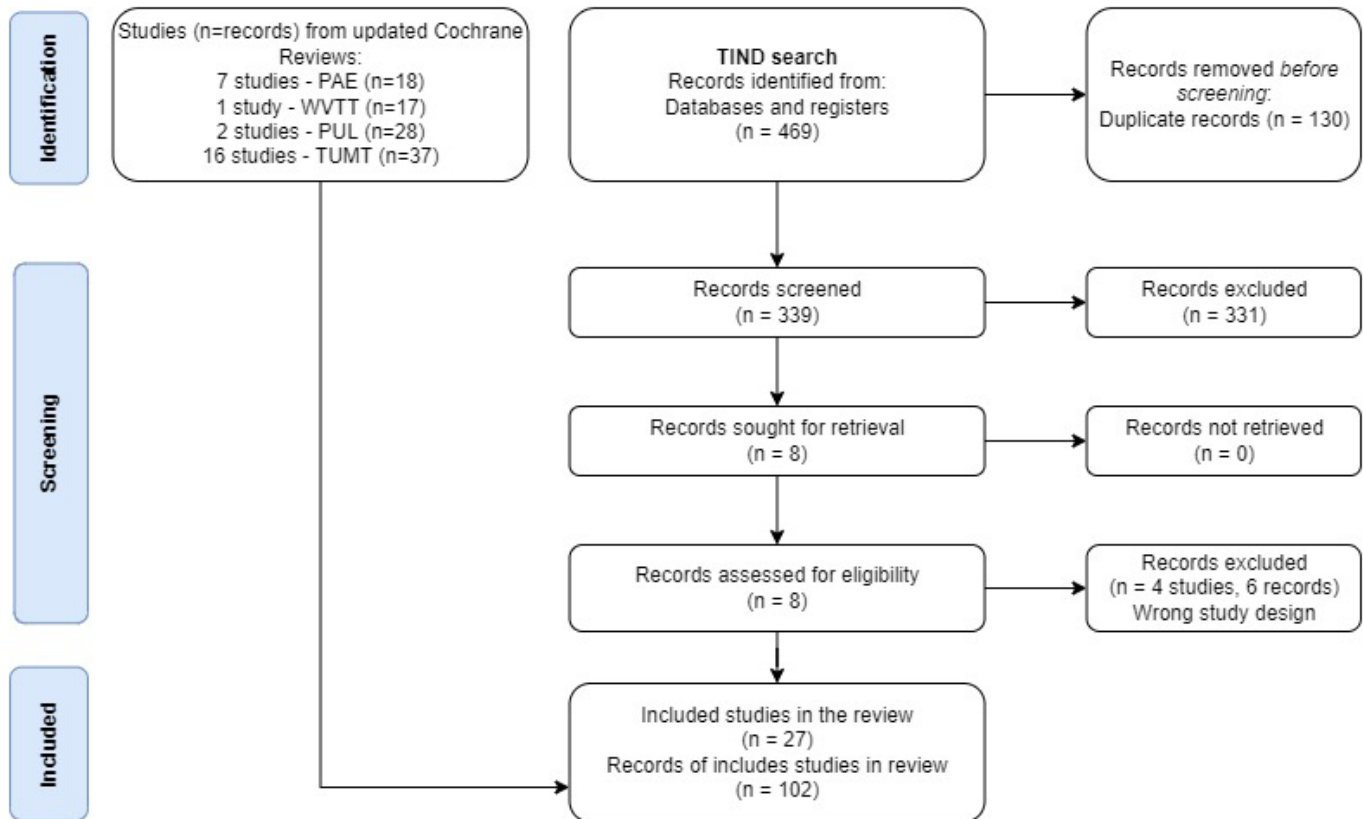 Identification
Studies (n=records) from updated Cochrane
Reviews:
7 studies - PAE (n=18)
1 study - WVTT (n=17)
2 studies - PUL (n=28)
16 studies - TUMT (n=37)
TIND search
Records identified from:
Databases and registers
(n = 469)
Records removed before
screening:
Duplicate records (n = 130)
Screening
Records screened
(n = 339)
Records excluded
(n = 331)
Records sought for retrieval
(n = 8)
Records not retrieved
(n = 0)
Records assessed for eligibility
(n = 8)
Records excluded
(n = 4 studies, 6 records)
Wrong study design
Included
Included studies in the review
(n = 27)
Records of includes studies in review
(n = 102)